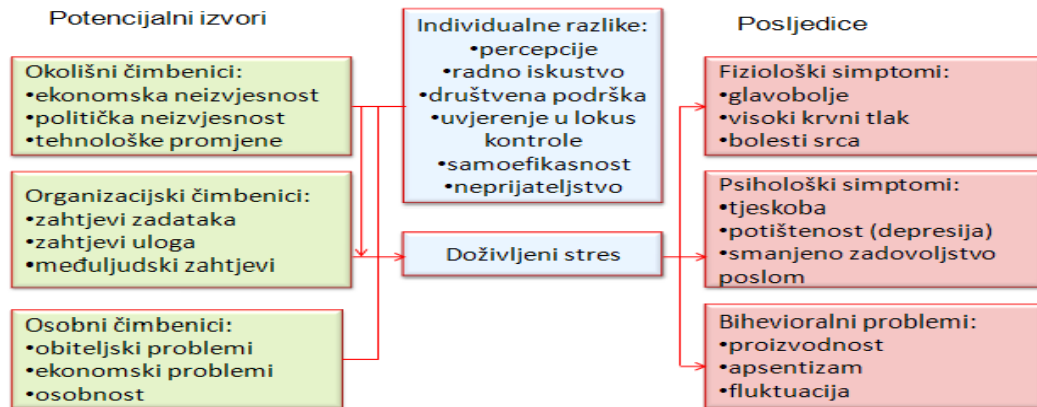 Potencijalni izvori
Okolišni čimbenici:
•ekonomska neizvjesnost
•politička neizvjesnost
•tehnološke promjene
Organizacijski čimbenici:
•zahtjevi zadataka
•zahtjevi uloga
•međuljudski zahtjevi
Osobni čimbenici:
•obiteljski problemi
•ekonomski problemi
•osobnost
Individualne razlike:
•percepcije
•radno iskustvo
•društvena podrška
•uvjerenje u lokus
kontrole
•samoefikasnost
•neprijateljstvo
Doživljeni stres
Posljedice
Fiziološki simptomi:
•glavobolje
•visoki krvni tlak
•bolesti srca
Psihološki simptomi:
•tjeskoba
•potištenost (depresija)
•smanjeno zadovoljstvo
poslom
Bihevioralni problemi:
•proizvodnost
•apsentizam
•fluktuacija